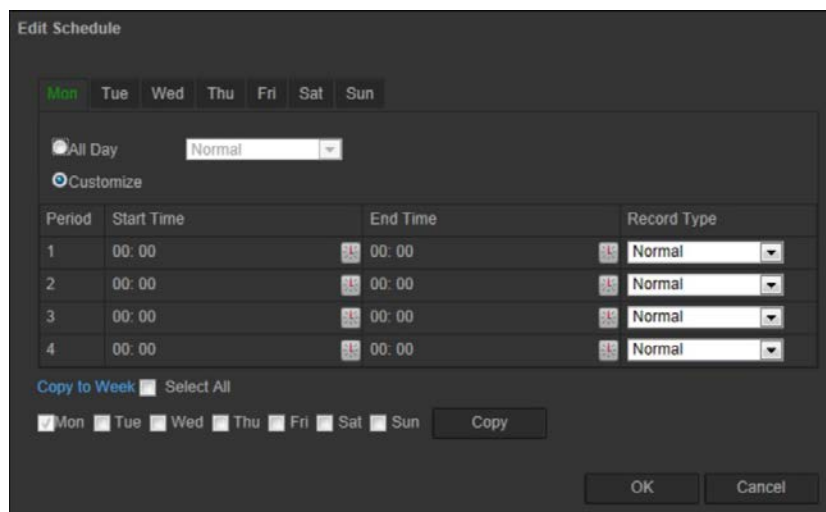 Edit Schedule
Mon Tue Wed Thu Fri Sat Sun
All Day Normal
Customize
Period Start Time End Time Record Type
1 00: 00 00: 00 Normal
2 00: 00 00: 00 Normal
3 00: 00 00: 00 Normal
4 00: 00 00: 00 Normal
Copy to Week Select All
Mon Tue Wed Thu Fri Sat Sun Copy
OK Cancel